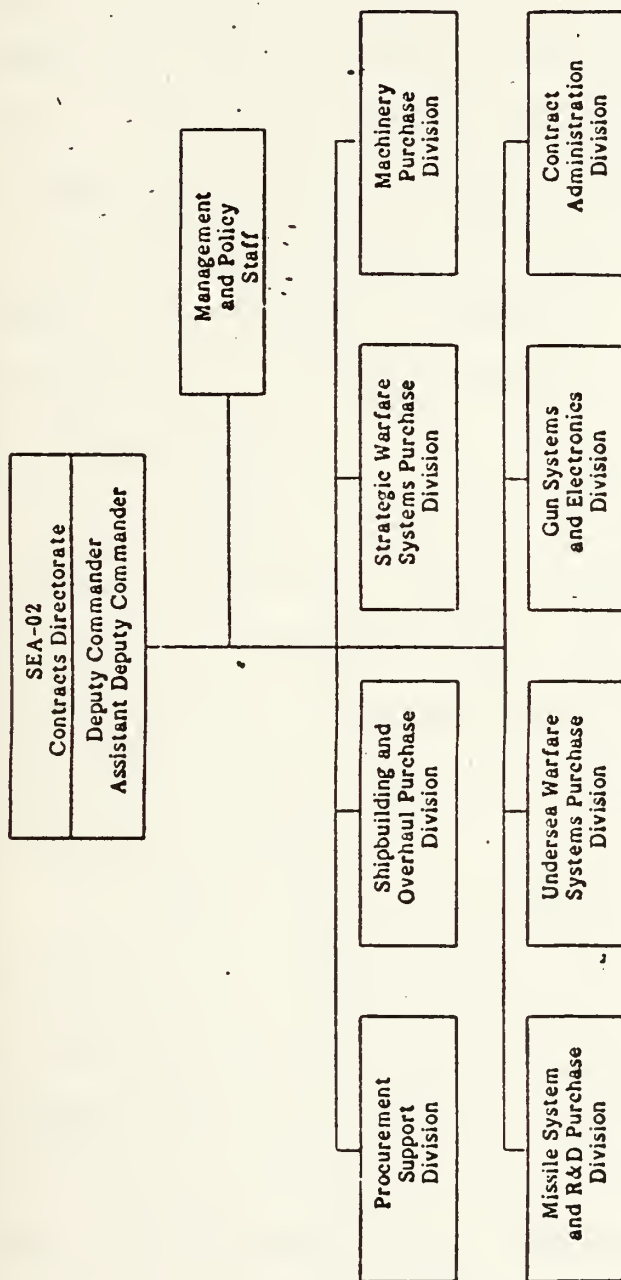 SEA-02
Contracts Directorate
Deputy Commander
Assistant Deputy Commander
Management
and Policy
Staff
Procurement
Support
Division
Shipbuilding and
Overhaul Purchase
Division
Strategic Warfare
Systems Purchase
Division
Machinery
Purchase
Division
Missile System
and R&D Purchase
Division
Undersea Warfare
Systems Purchase
Division
Gun Systems
and Electronics
Division
Contract
Administration
Division